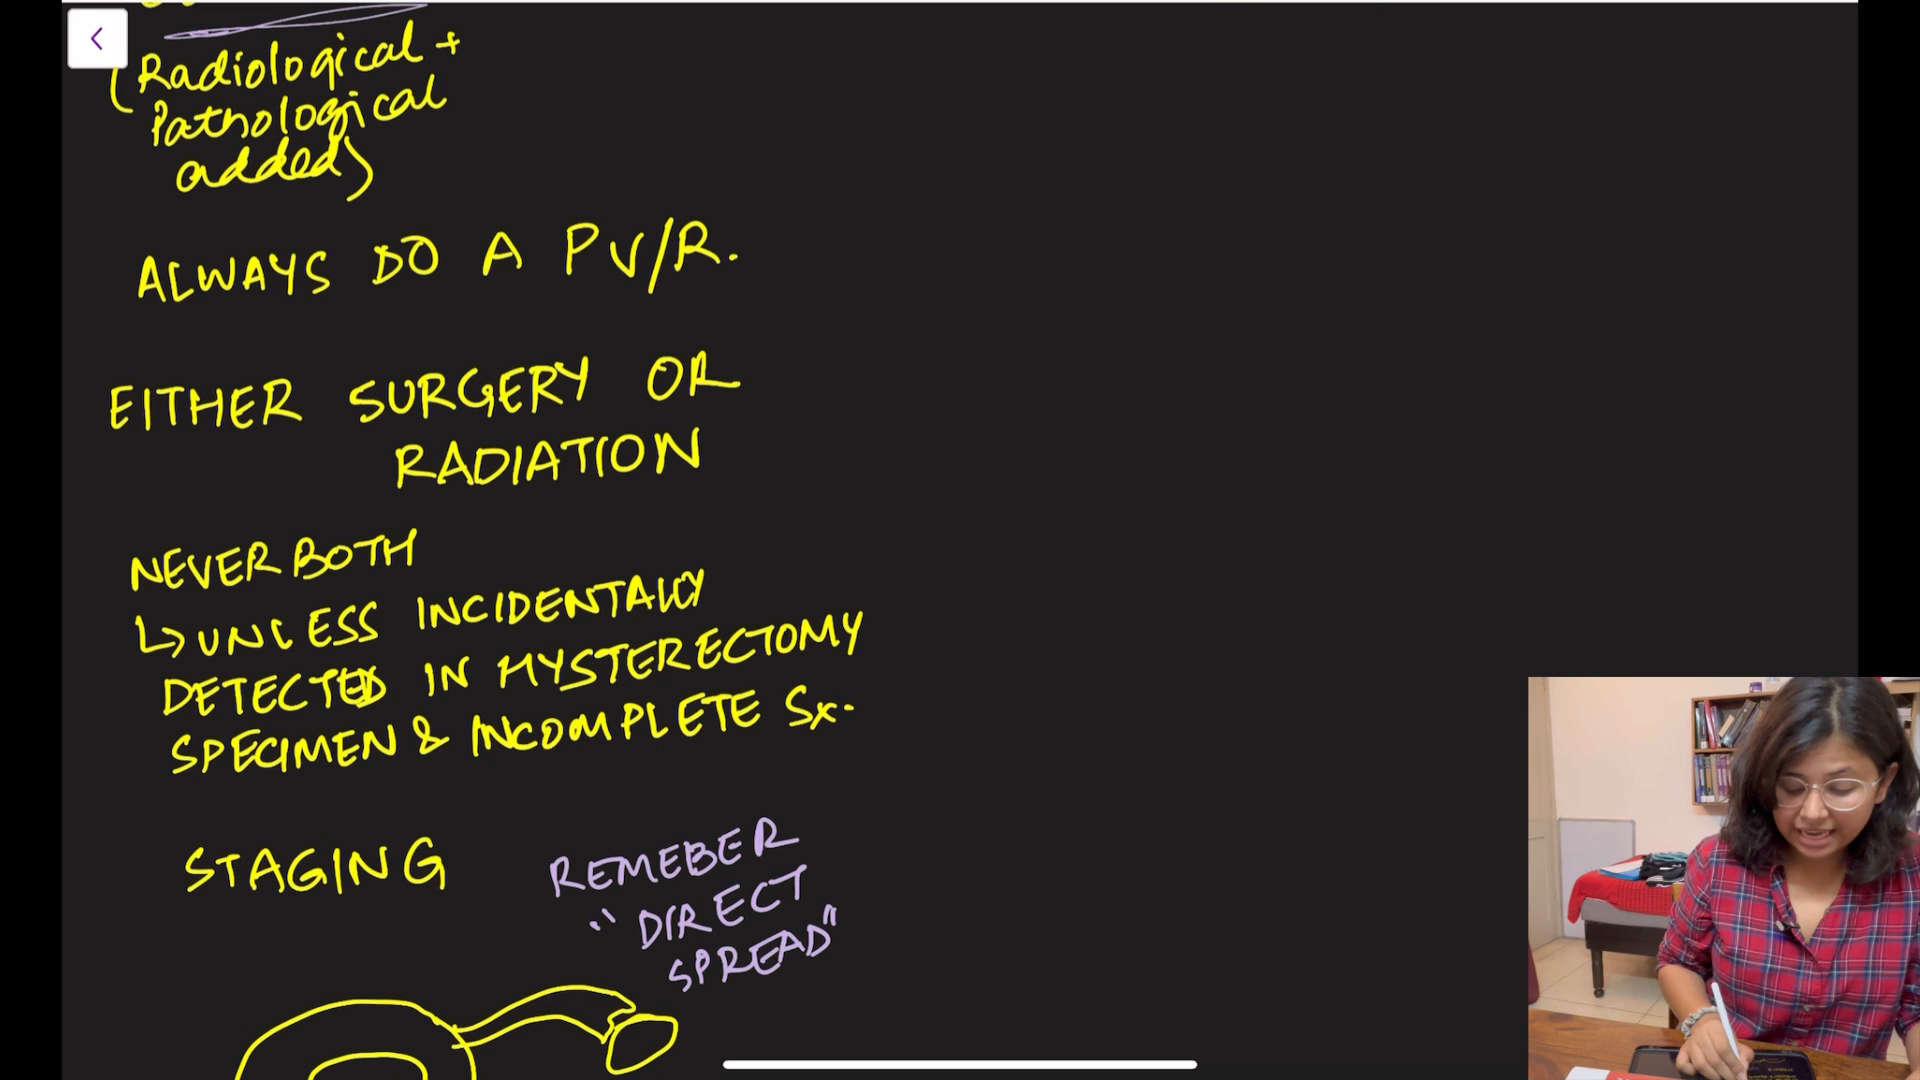 (Radiological +
Pathological
added)
ALWAYS DO A PV/R.
EITHER SURGERY OR
RADIATION
NEVER BOTH
↳ UNLESS INCIDENTALLY
DETECTED IN HYSTERECTOMY
SPECIMEN & INCOMPLETE Sx.
STAGING
REMEBER
"DIRECT
SPREAD"